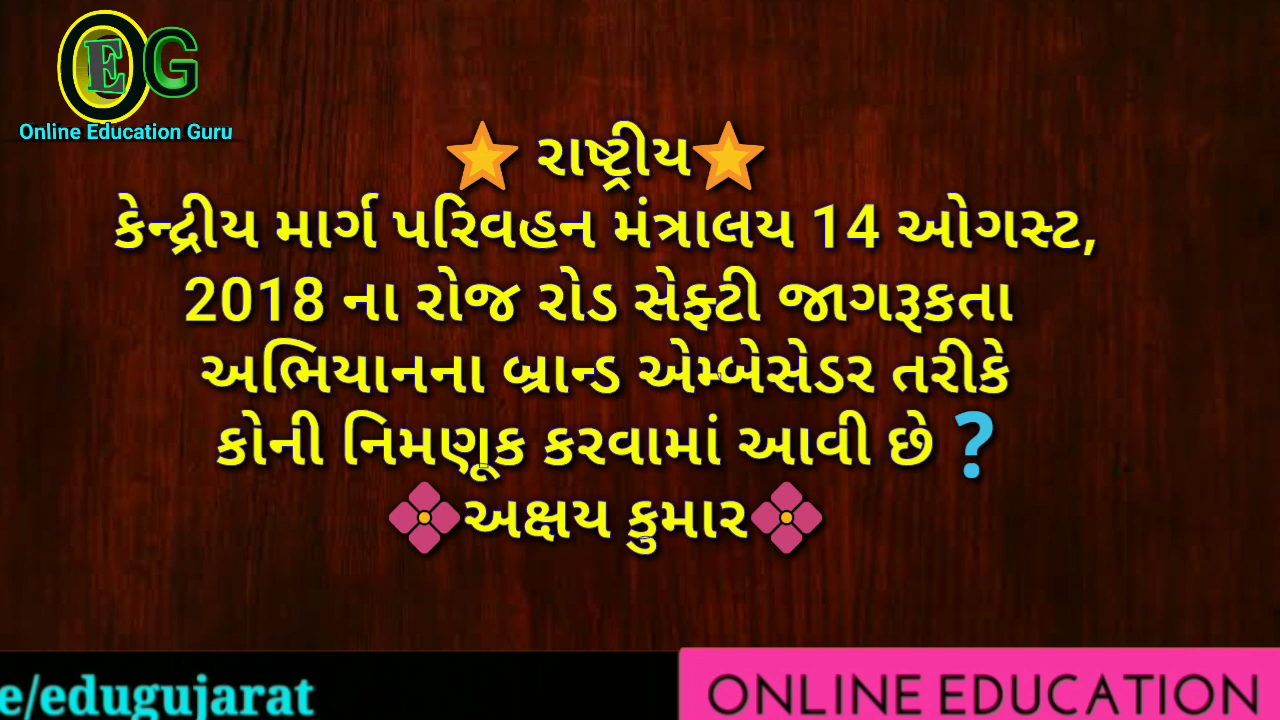 OEG
Online Education Guru
⭐ રાષ્ટ્રીય⭐
કેન્દ્રીય માર્ગ પરિવહન મંત્રાલય 14 ઓગસ્ટ,
2018 ના રોજ રોડ સેફ્ટી જાગરૂકતા
અભિયાનના બ્રાન્ડ એમ્બેસેડર તરીકે
કોની નિમણૂક કરવામાં આવી છે ❓
💠અક્ષય કુમાર💠
e/edugujarat
ONLINE EDUCATION